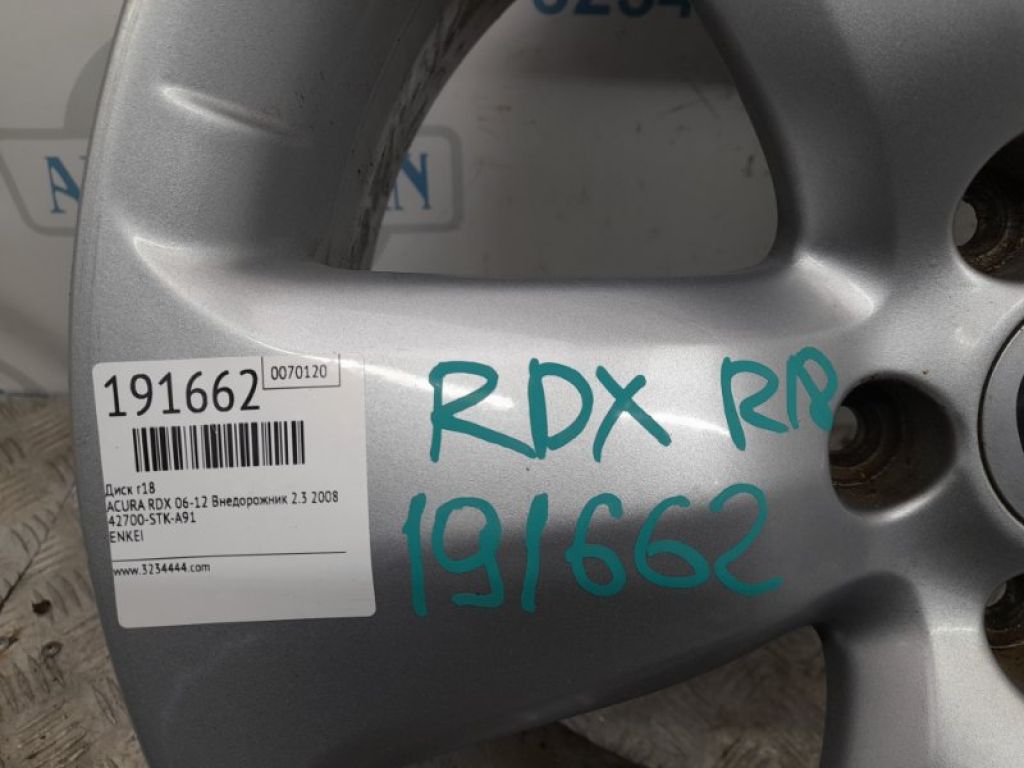 191662
0070120
Диск r18
ACURA RDX 06-12 Внедорожник 2.3 2008
42700-STK-A91
ENKEI
www.3234444.com
RDX R18
191662